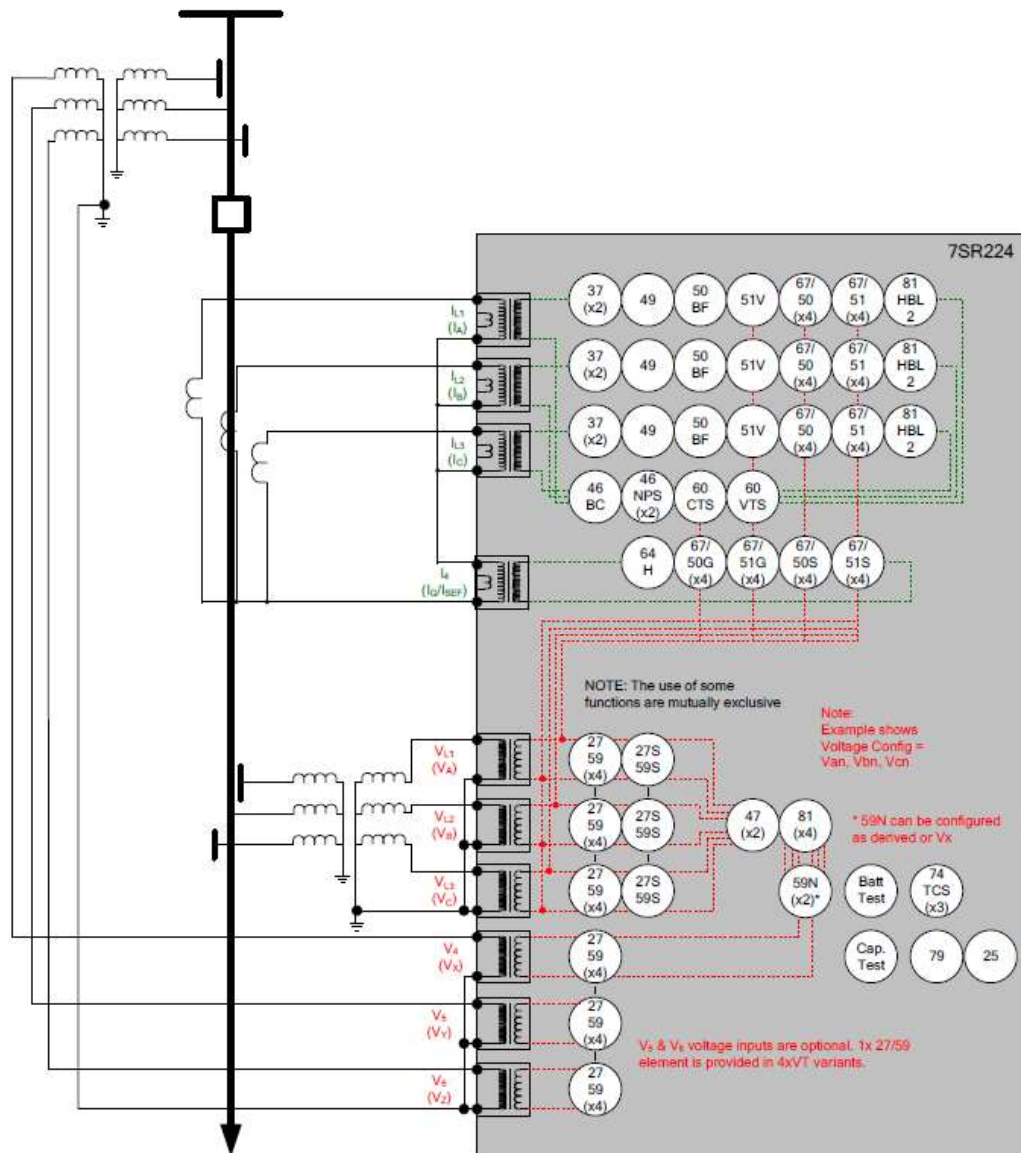 7SR224
IL1
(IA)
37
(x2)
49
50
BF
51V
67/
50
(x4)
67/
51
(x4)
81
HBL
2
IL2
(IB)
37
(x2)
49
50
BF
51V
67/
50
(x4)
67/
51
(x4)
81
HBL
2
IL3
(IC)
37
(x2)
49
50
BF
51V
67/
50
(x4)
67/
51
(x4)
81
HBL
2
46
BC
46
NPS
(x2)
60
CTS
60
VTS
I4
(IG/ISEF)
64
H
67/
50G
(x4)
67/
51G
(x4)
67/
50S
(x4)
67/
51S
(x4)
NOTE: The use of some
functions are mutually exclusive
Note:
Example shows
Voltage Config =
Van, Vbn, Vcn
VL1
(VA)
27
59
(x4)
27S
59S
VL2
(VB)
27
59
(x4)
27S
59S
47
(x2)
81
(x4)
* 59N can be configured
as derived or Vx
VL3
(VC)
27
59
(x4)
27S
59S
59N
(x2)*
Batt
Test
74
TCS
(x3)
V4
(VX)
27
59
(x4)
Cap.
Test
79
25
V5
(VY)
27
59
(x4)
V5 & V6 voltage inputs are optional. 1x 27/59
element is provided in 4xVT variants.
V6
(VZ)
27
59
(x4)